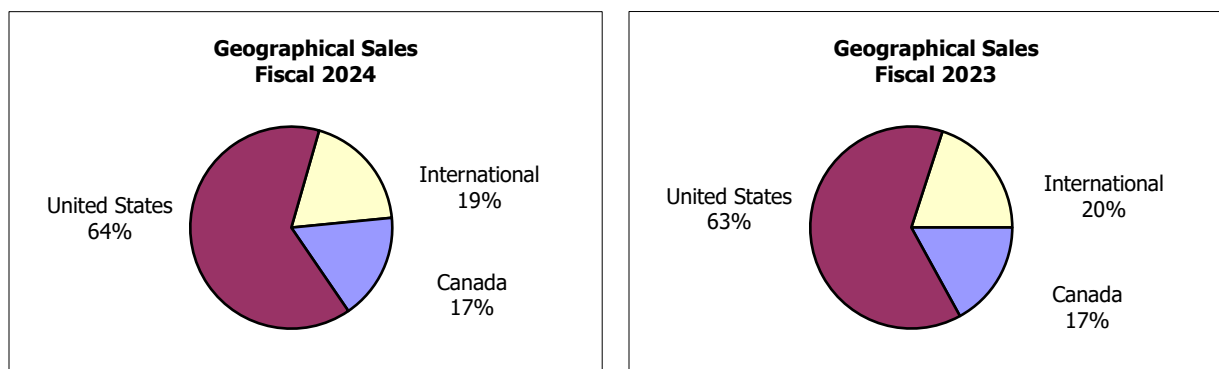 Geographical Sales
Fiscal 2024
International
19%
United States
64%
Canada
17%
Geographical Sales
Fiscal 2023
International
20%
United States
63%
Canada
17%